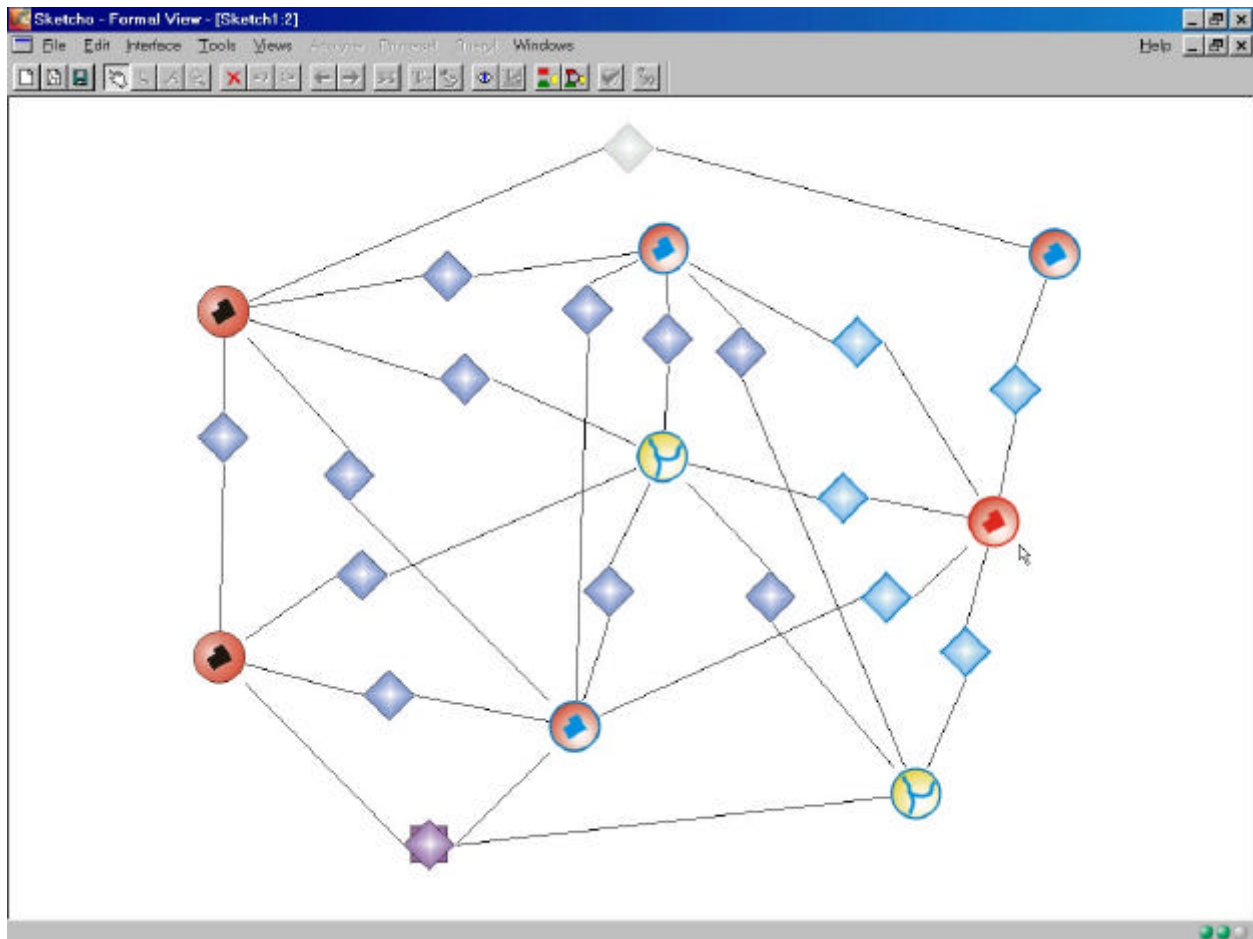 Sketcho - Formal View - [Sketch1:2]
File Edit Interface Tools Views Windows Help